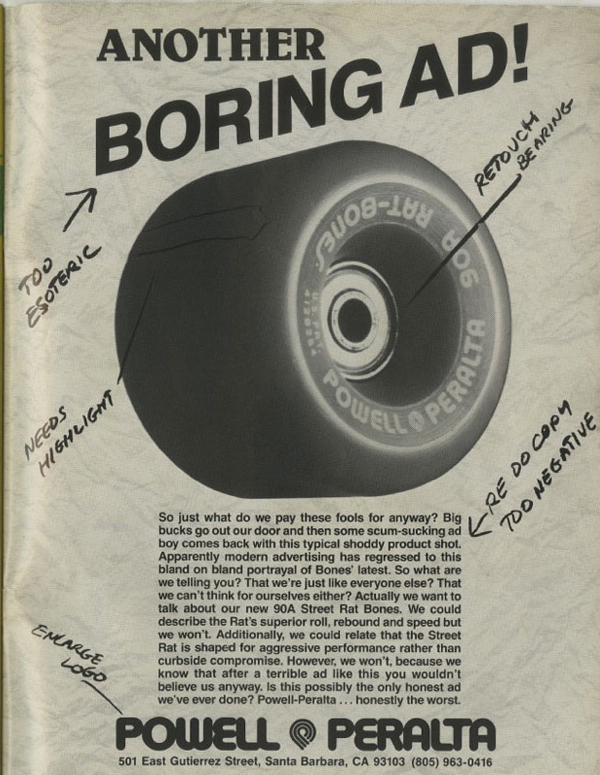 ANOTHER
BORING AD!
RETOUCH
BEARING
TOO
ESOTERIC
90A RAT-BONES
POWELL PERALTA
NEEDS
HIGHLIGHT
RE DO COPY
TOO NEGATIVE
So just what do we pay these fools for anyway? Big
bucks go out our door and then some scum-sucking ad
boy comes back with this typical shoddy product shot.
Apparently modern advertising has regressed to this
bland on bland portrayal of Bones' latest. So what are
we telling you? That we're just like everyone else? That
we can't think for ourselves either? Actually we want to
talk about our new 90A Street Rat Bones. We could
describe the Rat's superior roll, rebound and speed but
we won't. Additionally, we could relate that the Street
Rat is shaped for aggressive performance rather than
curbside compromise. However, we won't, because we
know that after a terrible ad like this you wouldn't
believe us anyway. Is this possibly the only honest ad
we've ever done? Powell-Peralta ... honestly the worst.
ENLARGE
LOGO
POWELL PERALTA
501 East Gutierrez Street, Santa Barbara, CA 93103 (805) 963-0416